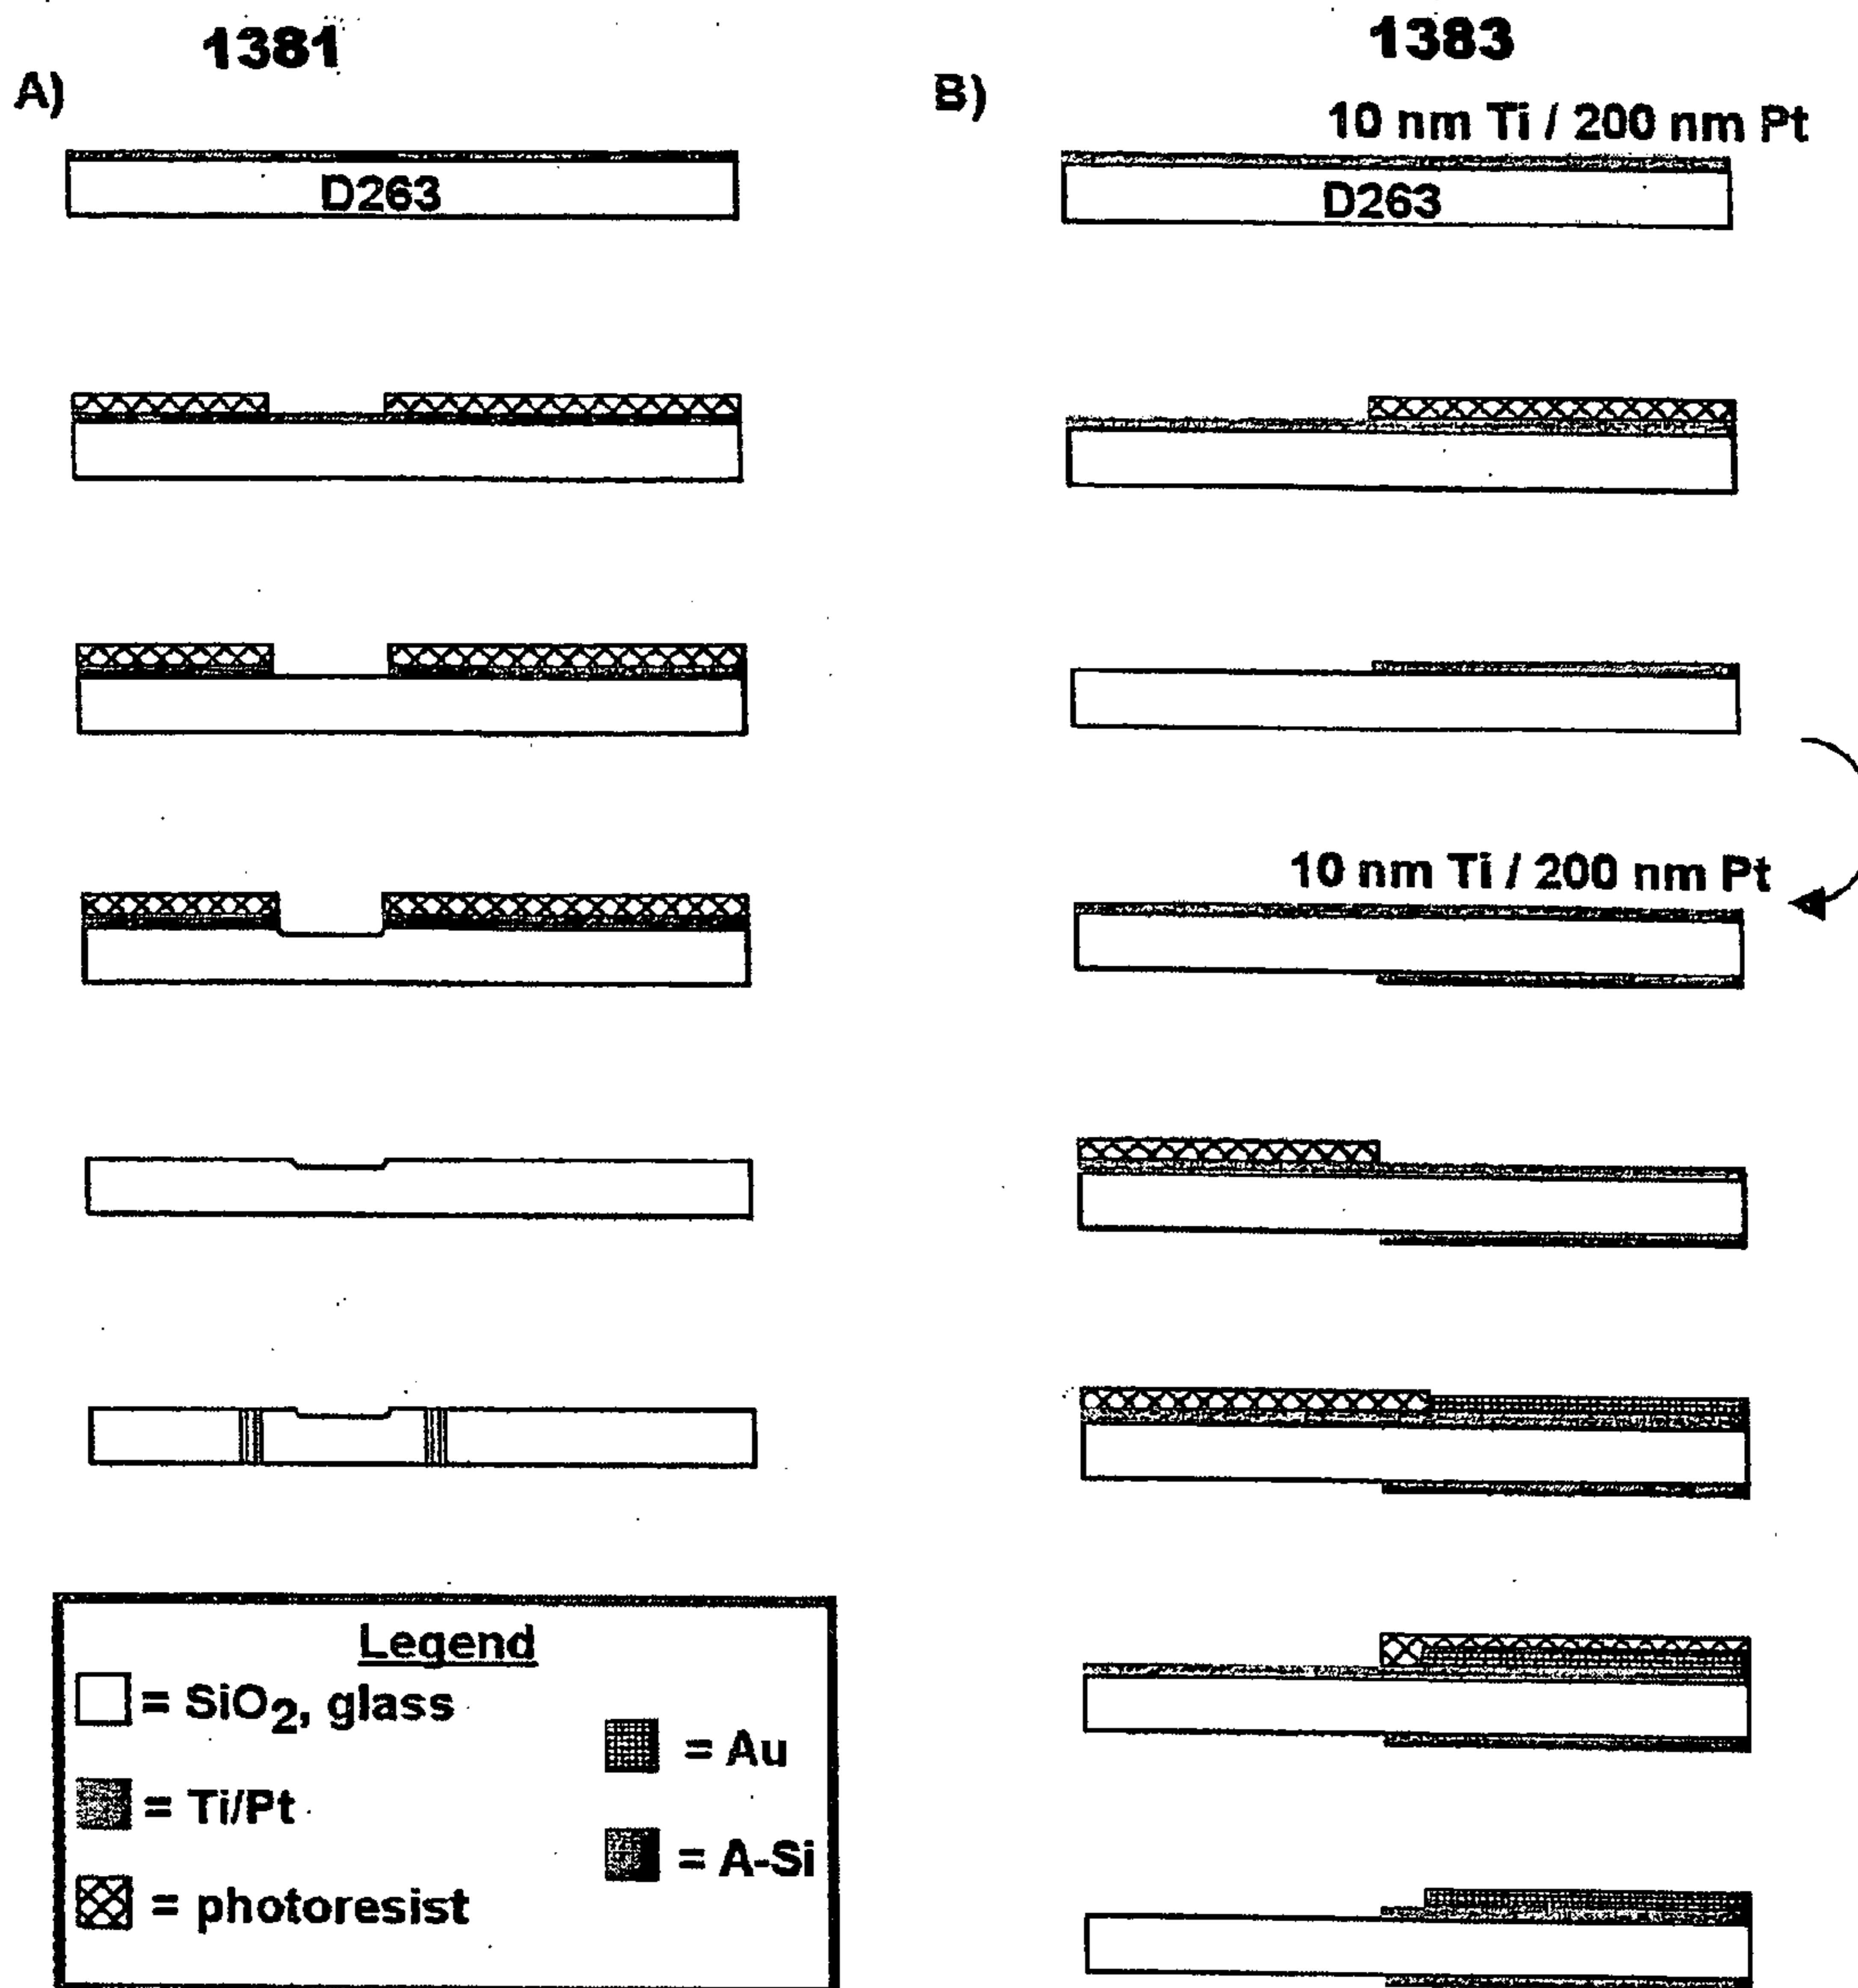 1381
A)
D263
1383
B)
10 nm Ti / 200 nm Pt
D263
10 nm Ti / 200 nm Pt
Legend
= SiO₂, glass
= Ti/Pt
= photoresist
= Au
= A-Si